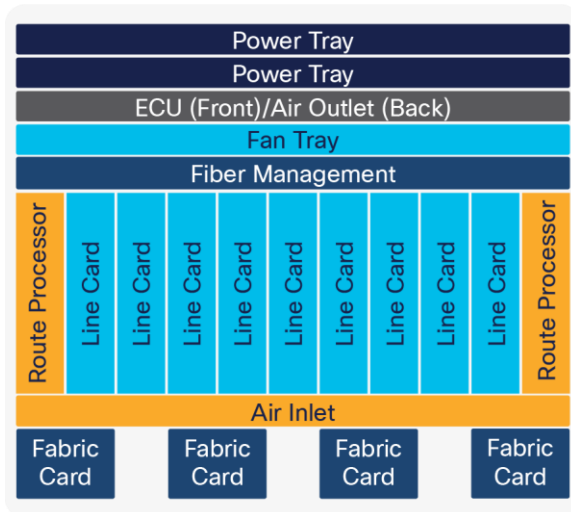 Power Tray
Power Tray
ECU (Front)/Air Outlet (Back)
Fan Tray
Fiber Management
Route Processor
Line Card
Line Card
Line Card
Line Card
Line Card
Line Card
Line Card
Line Card
Line Card
Route Processor
Air Inlet
Fabric
Card
Fabric
Card
Fabric
Card
Fabric
Card